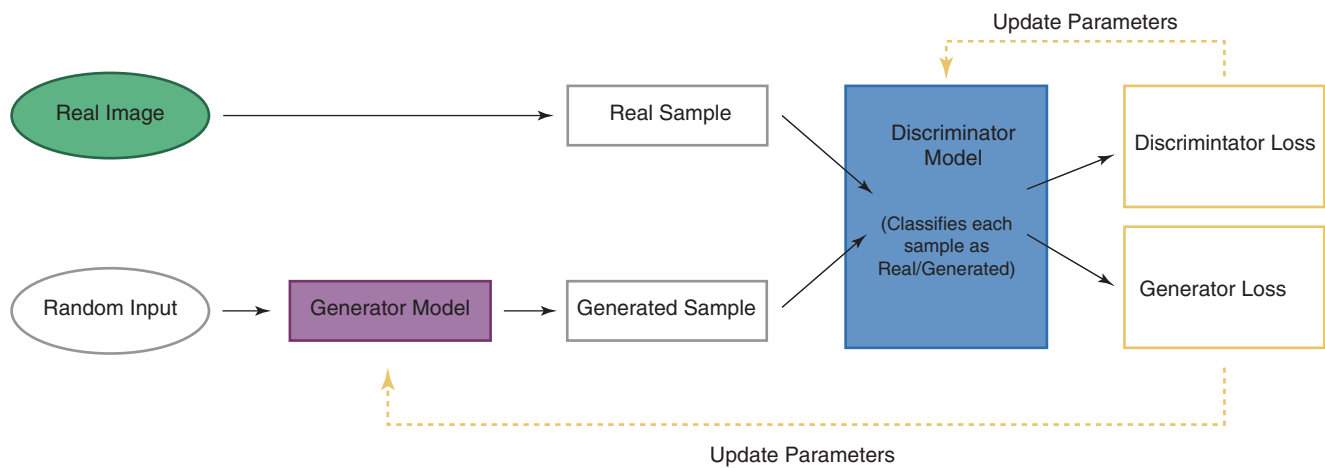 Update Parameters
Real Image
Real Sample
Discriminator
Model
(Classifies each
sample as
Real/Generated)
Discrimintator Loss
Random Input
Generator Model
Generated Sample
Generator Loss
Update Parameters